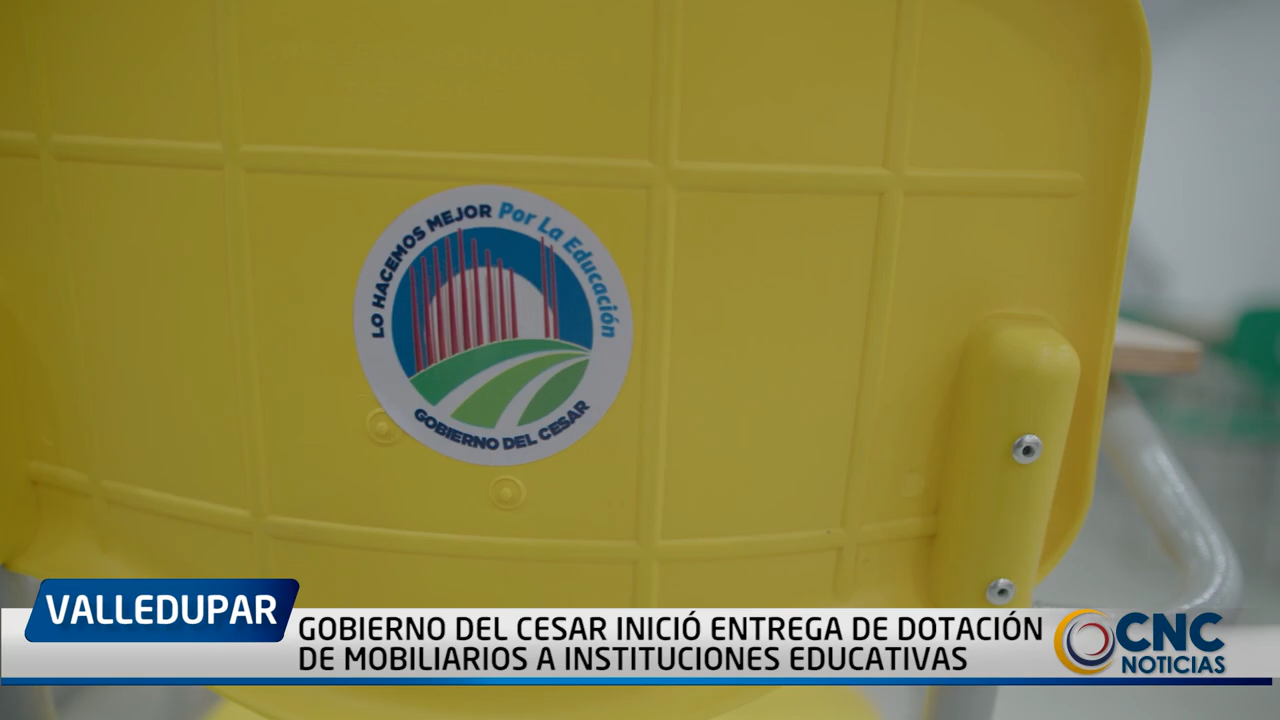 LO HACEMOS MEJOR Por La Educación
GOBIERNO DEL CESAR
VALLEDUPAR
GOBIERNO DEL CESAR INICIÓ ENTREGA DE DOTACIÓN
DE MOBILIARIOS A INSTITUCIONES EDUCATIVAS
CNC
NOTICIAS